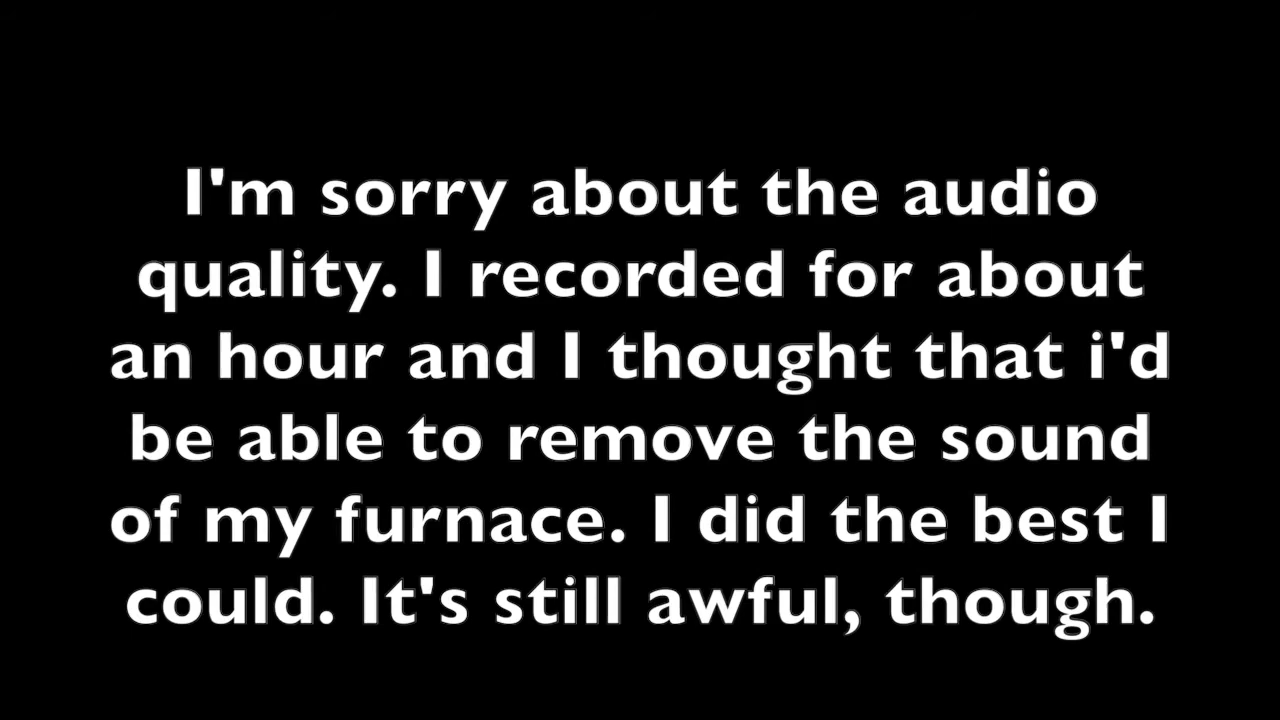 I'm sorry about the audio
quality. I recorded for about
an hour and I thought that i'd
be able to remove the sound
of my furnace. I did the best I
could. It's still awful, though.